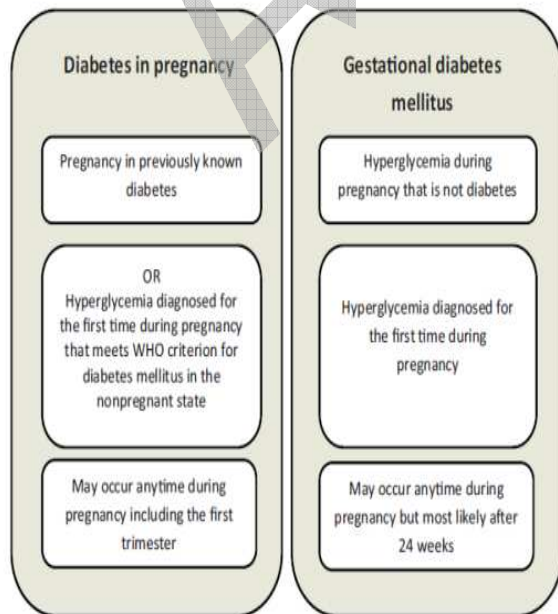 Diabetes in pregnancy
Pregnancy in previously known
diabetes
OR
Hyperglycemia diagnosed for
the first time during pregnancy
that meets WHO criterion for
diabetes mellitus in the
nonpregnant state
May occur anytime during
pregnancy including the first
trimester
Gestational diabetes
mellitus
Hyperglycemia during
pregnancy that is not diabetes
Hyperglycemia diagnosed for
the first time during
pregnancy
May occur anytime during
pregnancy but most likely after
24 weeks